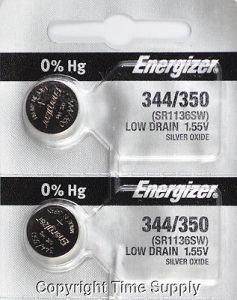 0% Hg
Energizer
344/350
(SR1136SW)
LOW DRAIN 1.55V
SILVER OXIDE
0% Hg
Energizer
344/350
(SR1136SW)
LOW DRAIN 1.55V
SILVER OXIDE
Energizer
Copyright Time Supply